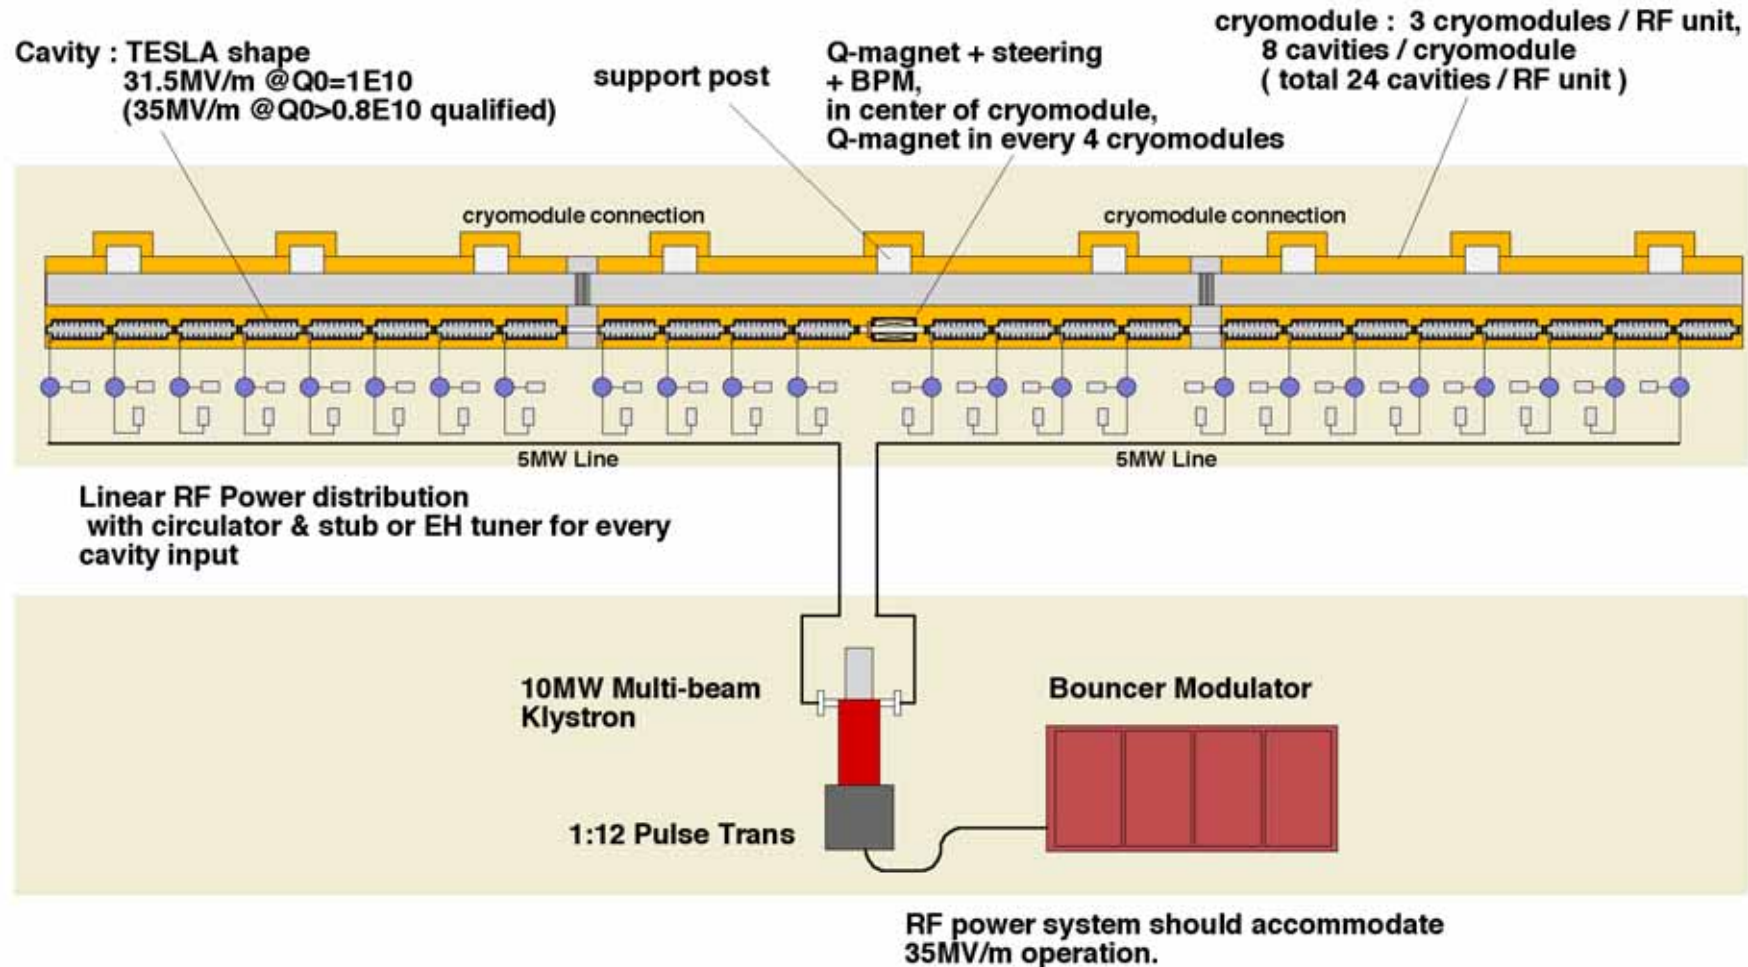 Cavity : TESLA shape
31.5MV/m @Q0=1E10
(35MV/m @Q0>0.8E10 qualified)
support post
Q-magnet + steering
+ BPM,
in center of cryomodule,
Q-magnet in every 4 cryomodules
cryomodule : 3 cryomodules / RF unit,
8 cavities / cryomodule
( total 24 cavities / RF unit )
cryomodule connection
cryomodule connection
5MW Line
5MW Line
Linear RF Power distribution
with circulator & stub or EH tuner for every
cavity input
10MW Multi-beam
Klystron
Bouncer Modulator
1:12 Pulse Trans
RF power system should accommodate
35MV/m operation.